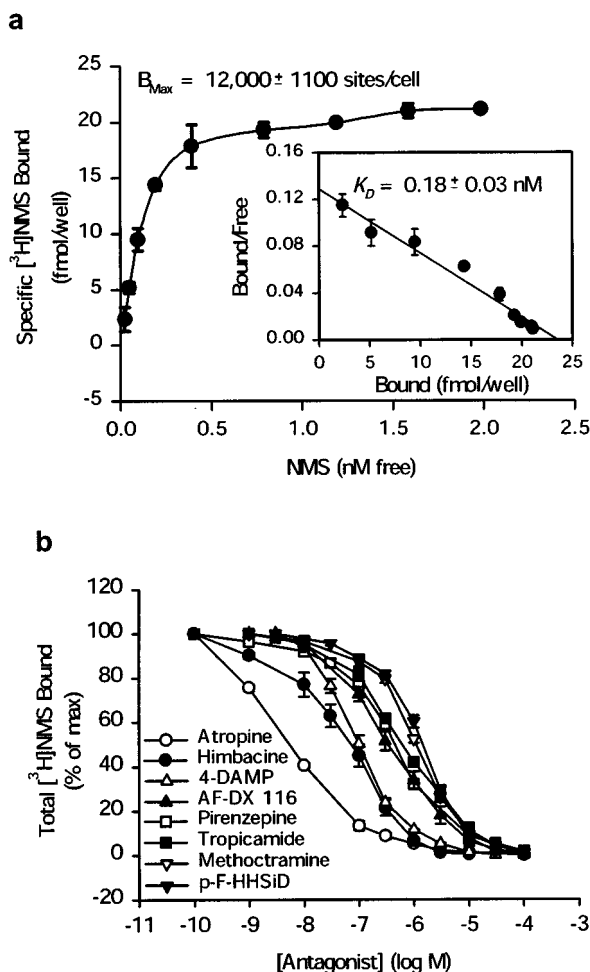 a
B_Max = 12,000 ± 1100 sites/cell
25
20
15
10
5
0
-5
Specific [³H]NMS Bound
(fmol/well)
0.0 0.5 1.0 1.5 2.0 2.5
NMS (nM free)
K_D = 0.18 ± 0.03 nM
0.16
0.12
0.08
0.04
0.00
Bound/Free
0 5 10 15 20 25
Bound (fmol/well)
b
120
100
80
60
40
20
0
-20
Total [³H]NMS Bound
(% of max)
Atropine
Himbacine
4-DAMP
AF-DX 116
Pirenzepine
Tropicamide
Methoctramine
p-F-HHSiD
-11 -10 -9 -8 -7 -6 -5 -4 -3
[Antagonist] (log M)